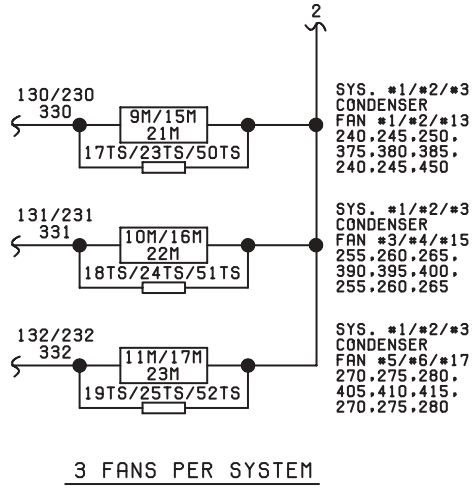 2
130/230
330
9M/15M
21M
17TS/23TS/50TS
SYS. #1/#2/#3
CONDENSER
FAN #1/#2/#13
240,245,250,
375,380,385,
240,245,450
131/231
331
10M/16M
22M
18TS/24TS/51TS
SYS. #1/#2/#3
CONDENSER
FAN #3/#4/#15
255,260,265,
390,395,400,
255,260,265
132/232
332
11M/17M
23M
19TS/25TS/52TS
SYS. #1/#2/#3
CONDENSER
FAN #5/#6/#17
270,275,280,
405,410,415,
270,275,280
3 FANS PER SYSTEM